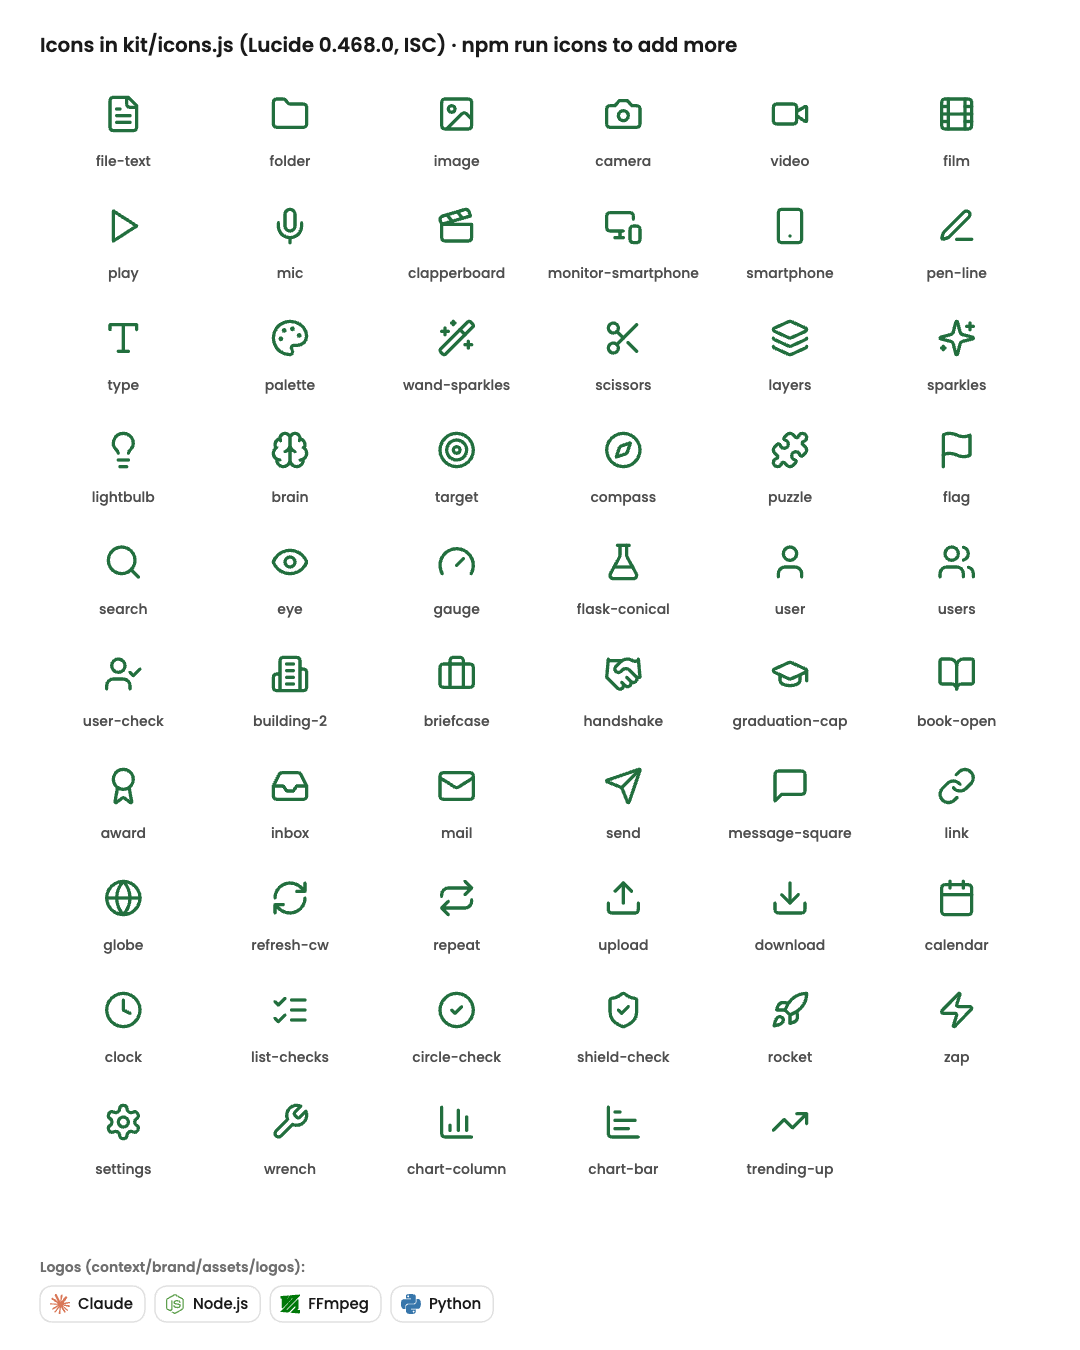 Icons in kit/icons.js (Lucide 0.468.0, ISC) · npm run icons to add more
file-text folder image camera video film
play mic clapperboard monitor-smartphone smartphone pen-line
type palette wand-sparkles scissors layers sparkles
lightbulb brain target compass puzzle flag
search eye gauge flask-conical user users
user-check building-2 briefcase handshake graduation-cap book-open
award inbox mail send message-square link
globe refresh-cw repeat upload download calendar
clock list-checks circle-check shield-check rocket zap
settings wrench chart-column chart-bar trending-up
Logos (context/brand/assets/logos):
Claude Node.js FFmpeg Python